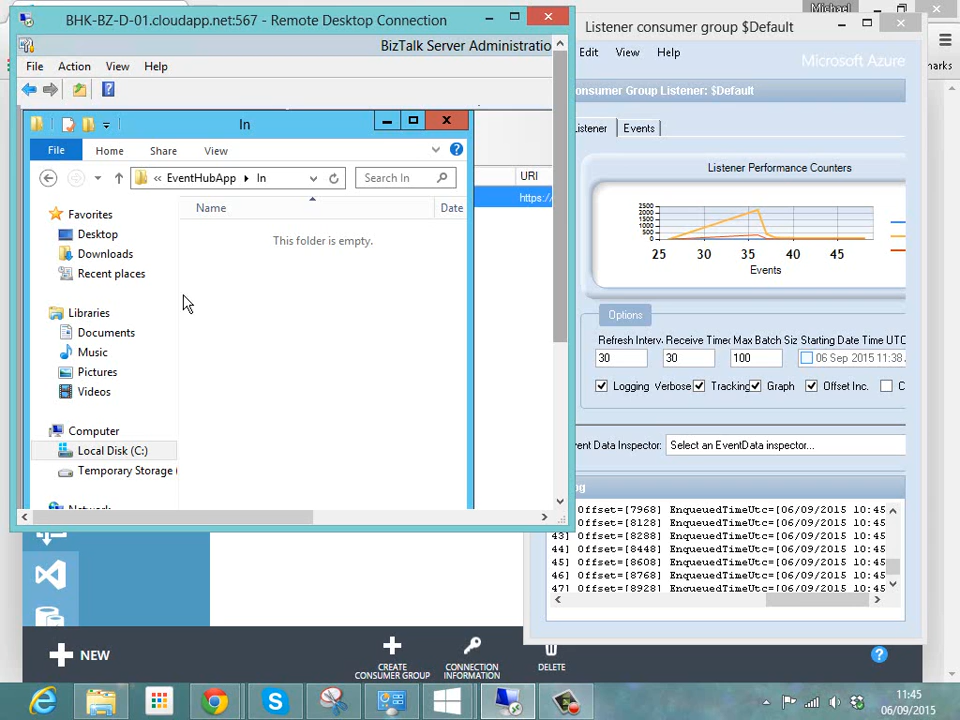 Michael
BHK-BZ-D-01.cloudapp.net:567 - Remote Desktop Connection
BizTalk Server Administratio
File Action View Help
In
File Home Share View
« EventHubApp In
Search In
Name
Date
This folder is empty.
Favorites
Desktop
Downloads
Recent places
Libraries
Documents
Music
Pictures
Videos
Computer
Local Disk (C:)
Temporary Storage
URI
https:/
Listener consumer group $Default
Edit View Help
Microsoft Azure
onsumer Group Listener: $Default
istener Events
Listener Performance Counters
2500
2000
1500
1000
500
0
25 30 35 40 45
Events
Options
Refresh Interv Receive Timec Max Batch Siz Starting Date Time UTC
30 30 100 06 Sep 2015 11:38
Logging Verbose Tracking Graph Offset Inc. C
ent Data Inspector: Select an EventData inspector...
og
Offset=[7968] EnqueuedTimeUtc=[06/09/2015 10:45
43] Offset=[8128] EnqueuedTimeUtc=[06/09/2015 10:45
43] Offset=[8288] EnqueuedTimeUtc=[06/09/2015 10:45
44] Offset=[8448] EnqueuedTimeUtc=[06/09/2015 10:45
45] Offset=[8608] EnqueuedTimeUtc=[06/09/2015 10:45
46] Offset=[8768] EnqueuedTimeUtc=[06/09/2015 10:45
47] Offset=[8928] EnqueuedTimeUtc=[06/09/2015 10:45
marks
NEW
CREATE CONSUMER GROUP
CONNECTION INFORMATION
DELETE
11:45
06/09/2015